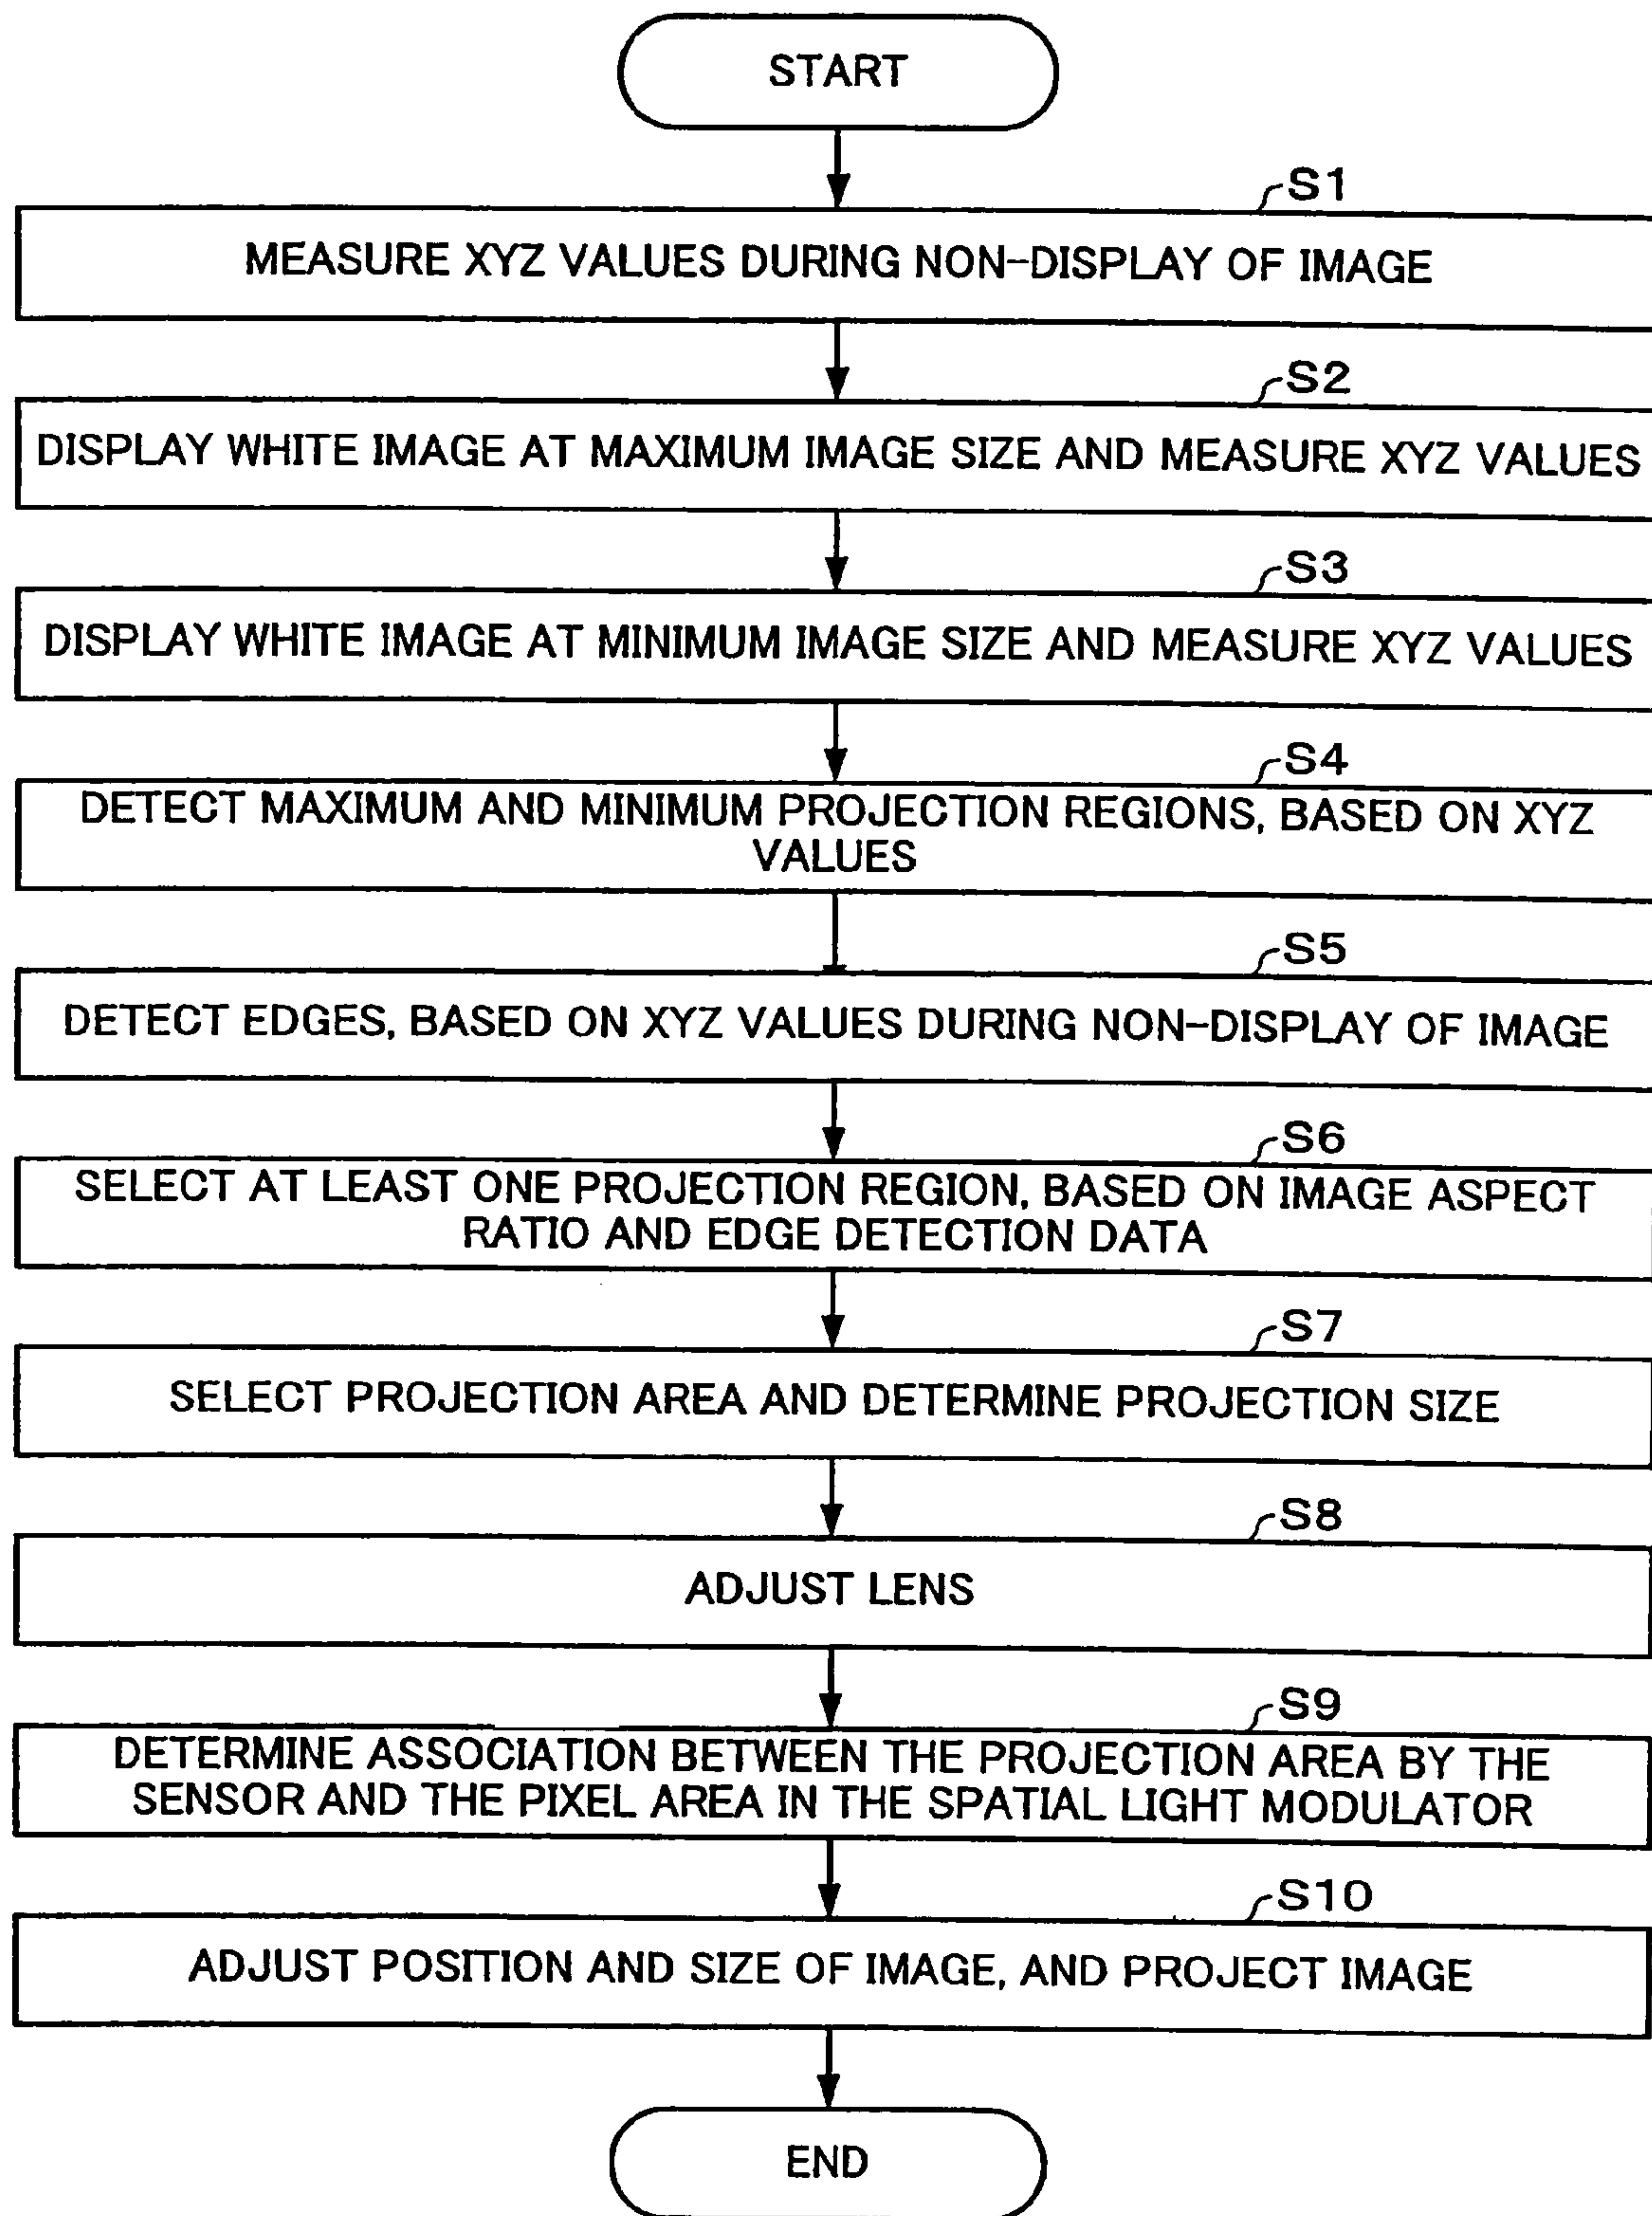 START
S1
MEASURE XYZ VALUES DURING NON-DISPLAY OF IMAGE
S2
DISPLAY WHITE IMAGE AT MAXIMUM IMAGE SIZE AND MEASURE XYZ VALUES
S3
DISPLAY WHITE IMAGE AT MINIMUM IMAGE SIZE AND MEASURE XYZ VALUES
S4
DETECT MAXIMUM AND MINIMUM PROJECTION REGIONS, BASED ON XYZ
VALUES
S5
DETECT EDGES, BASED ON XYZ VALUES DURING NON-DISPLAY OF IMAGE
S6
SELECT AT LEAST ONE PROJECTION REGION, BASED ON IMAGE ASPECT
RATIO AND EDGE DETECTION DATA
S7
SELECT PROJECTION AREA AND DETERMINE PROJECTION SIZE
S8
ADJUST LENS
S9
DETERMINE ASSOCIATION BETWEEN THE PROJECTION AREA BY THE
SENSOR AND THE PIXEL AREA IN THE SPATIAL LIGHT MODULATOR
S10
ADJUST POSITION AND SIZE OF IMAGE, AND PROJECT IMAGE
END